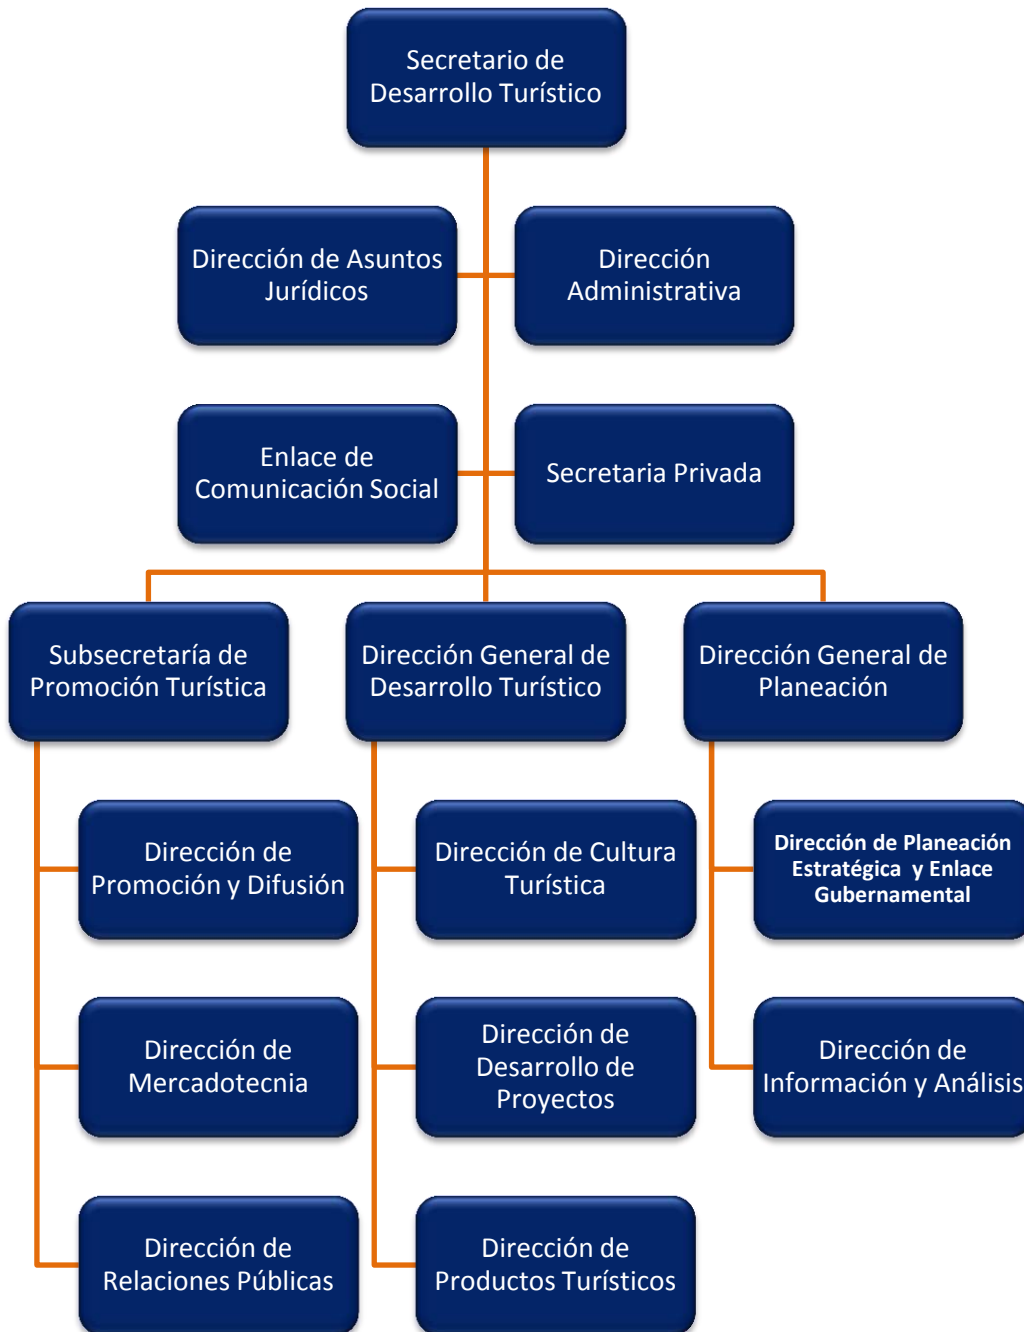 Secretario de
Desarrollo Turístico
Dirección de Asuntos
Jurídicos
Dirección
Administrativa
Enlace de
Comunicación Social
Secretaria Privada
Subsecretaría de
Promoción Turística
Dirección General de
Desarrollo Turístico
Dirección General de
Planeación
Dirección de
Promoción y Difusión
Dirección de Cultura
Turística
Dirección de Planeación
Estratégica y Enlace
Gubernamental
Dirección de
Mercadotecnia
Dirección de
Desarrollo de
Proyectos
Dirección de
Información y Análisis
Dirección de
Relaciones Públicas
Dirección de
Productos Turísticos